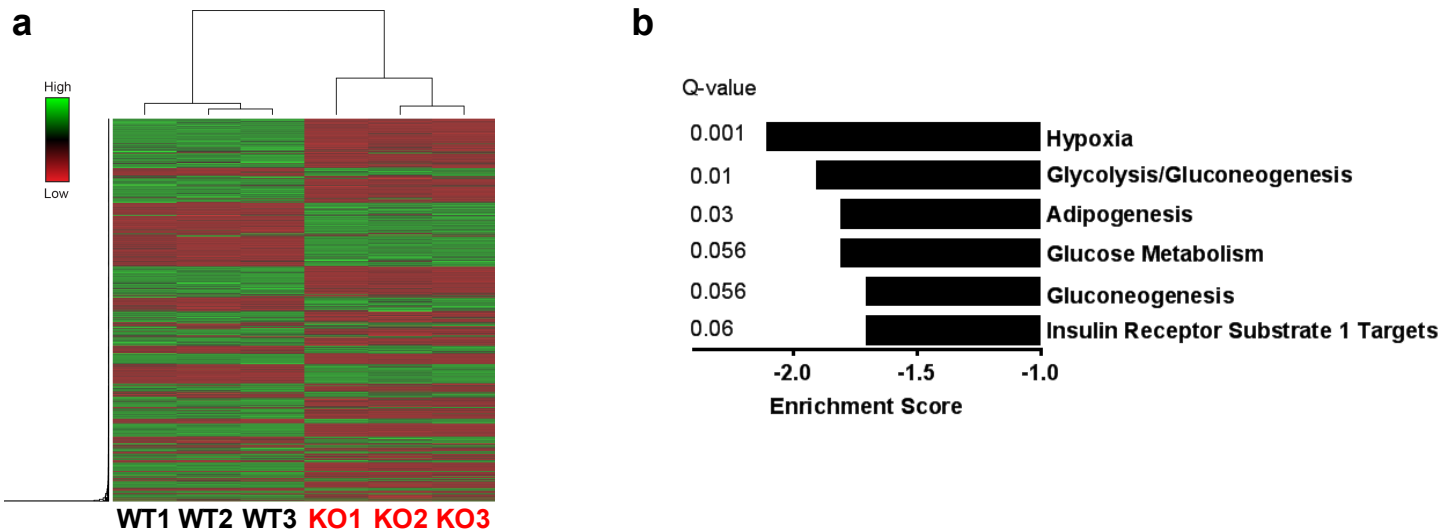 a
High
Low
WT1 WT2 WT3 KO1 KO2 KO3
b
Q-value
0.001 Hypoxia
0.01 Glycolysis/Gluconeogenesis
0.03 Adipogenesis
0.056 Glucose Metabolism
0.056 Gluconeogenesis
0.06 Insulin Receptor Substrate 1 Targets
-2.0 -1.5 -1.0
Enrichment Score